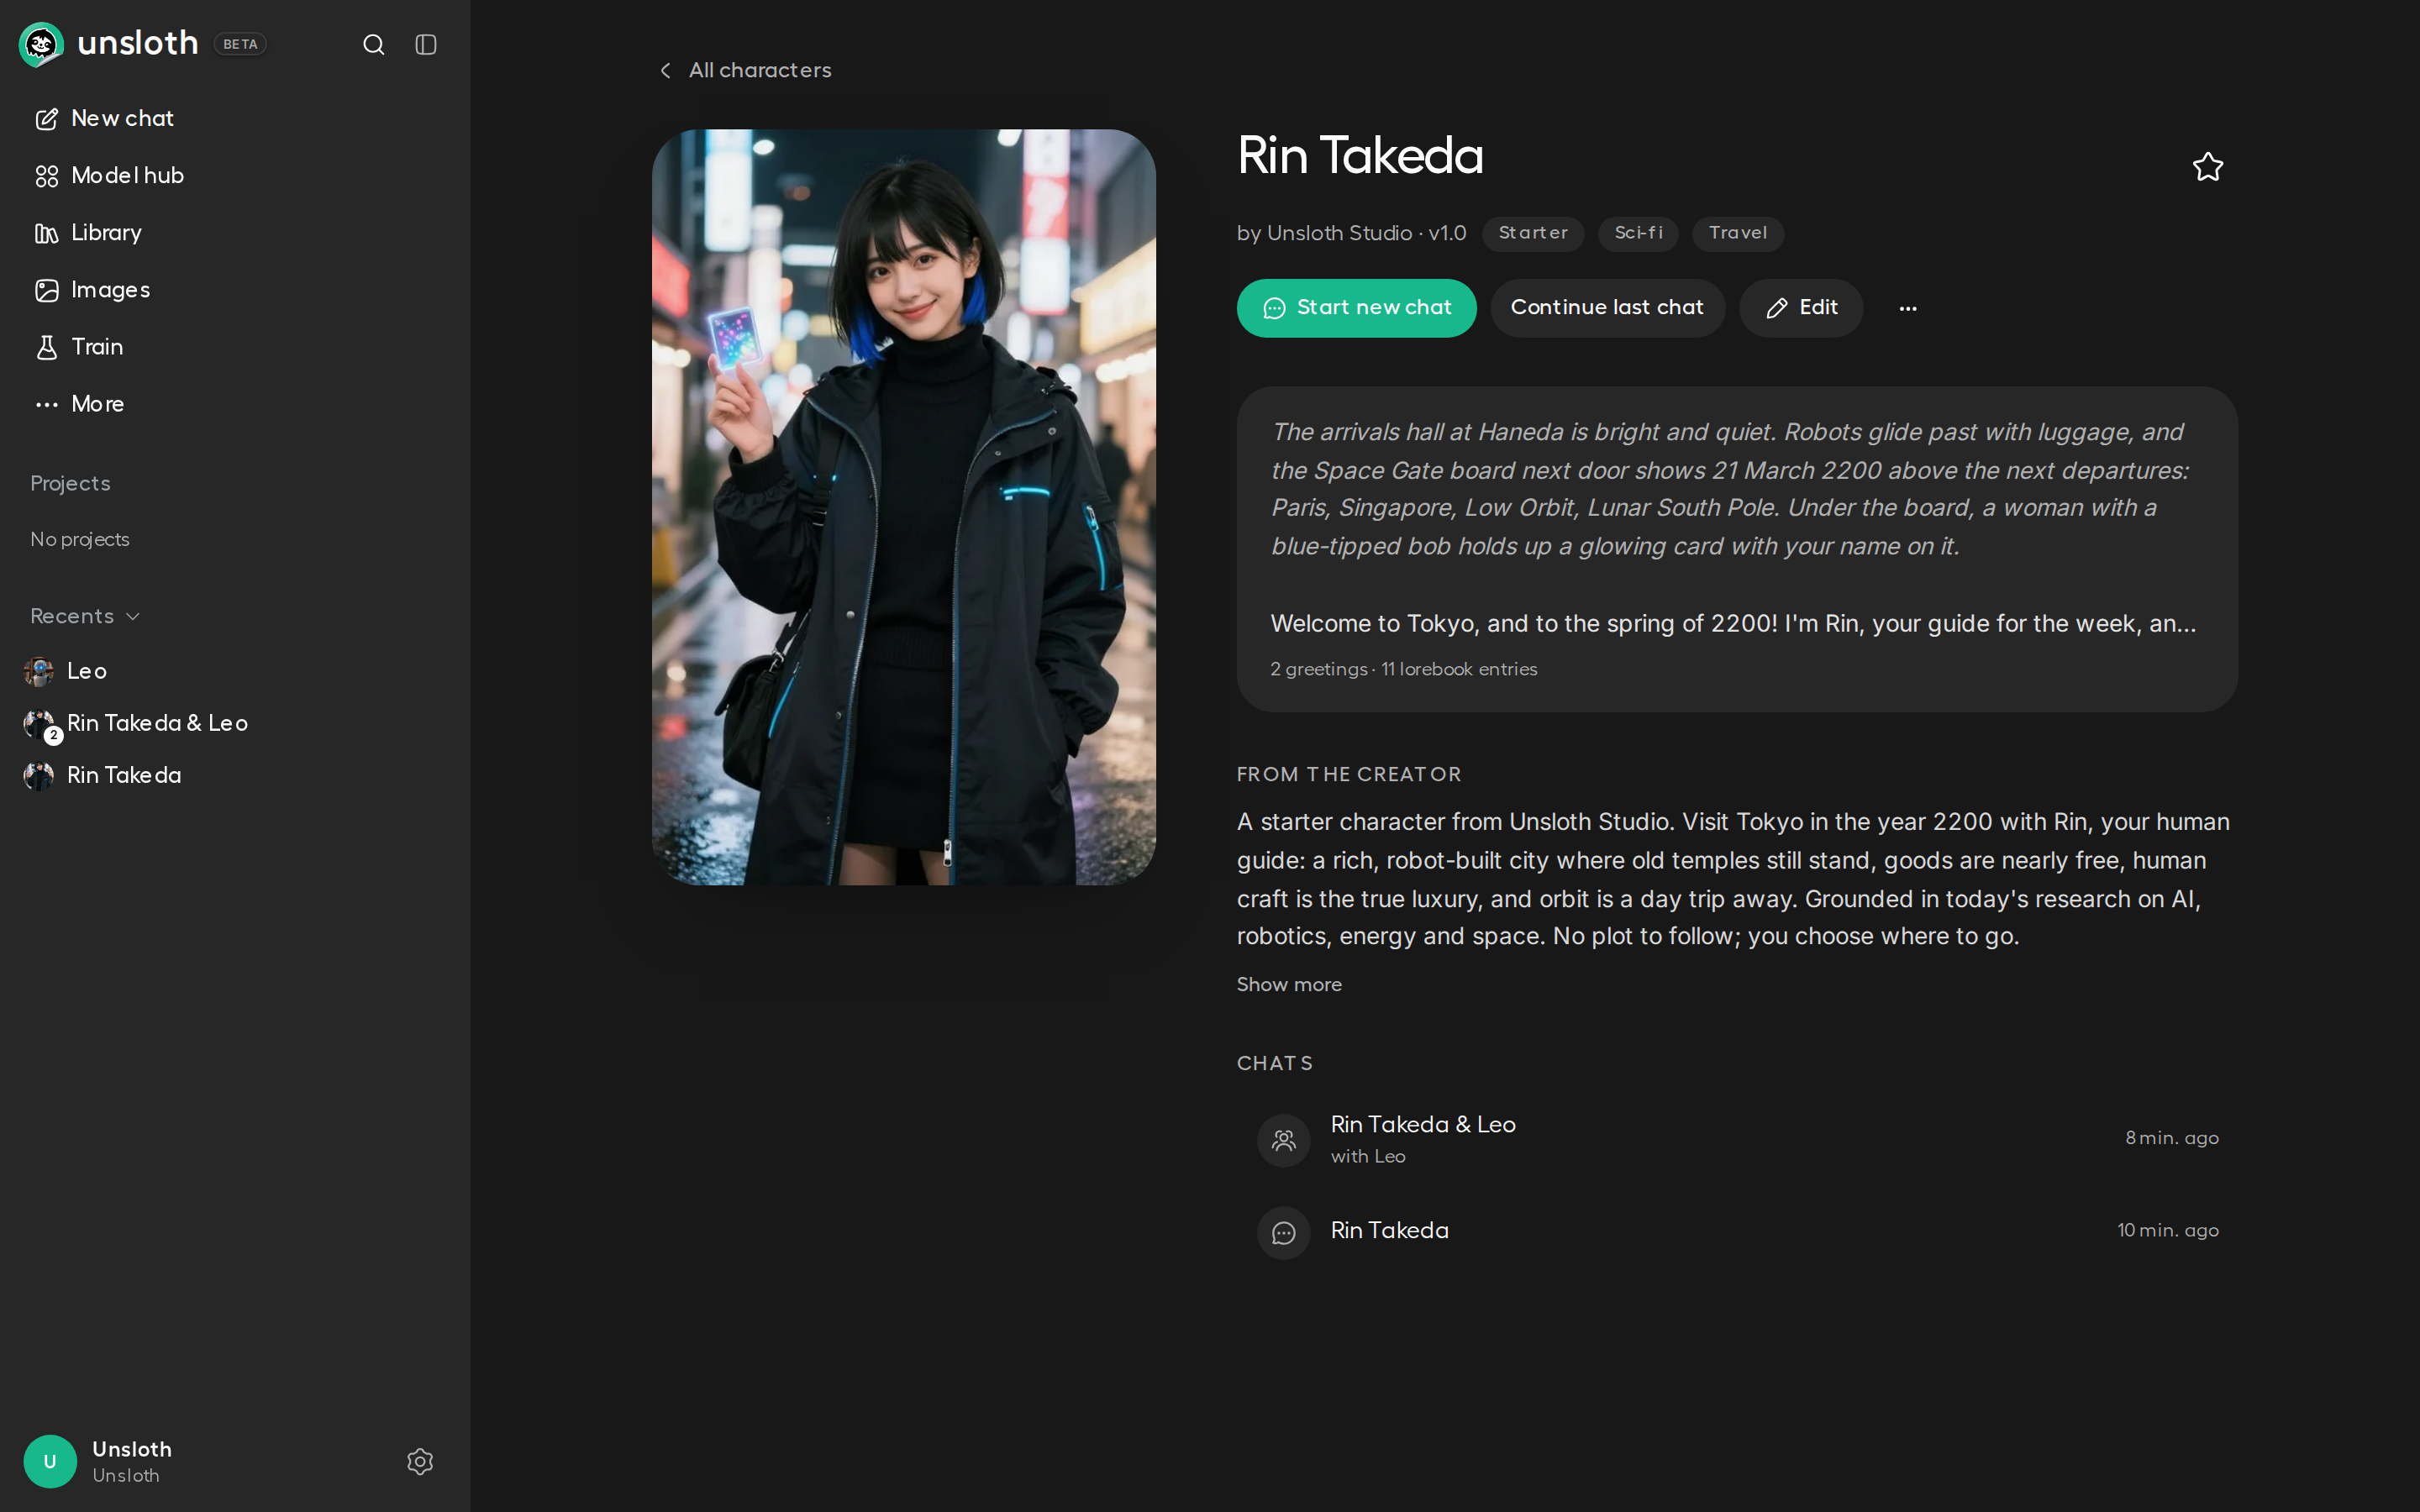 unsloth BETA
New chat
Model hub
Library
Images
Train
More
Projects
No projects
Recents
Leo
2
Rin Takeda & Leo
Rin Takeda
U
Unsloth
Unsloth
All characters
Rin Takeda
by Unsloth Studio · v1.0 Starter Sci-fi Travel
Start new chat Continue last chat Edit
The arrivals hall at Haneda is bright and quiet. Robots glide past with luggage, and
the Space Gate board next door shows 21 March 2200 above the next departures:
Paris, Singapore, Low Orbit, Lunar South Pole. Under the board, a woman with a
blue-tipped bob holds up a glowing card with your name on it.
Welcome to Tokyo, and to the spring of 2200! I'm Rin, your guide for the week, an...
2 greetings · 11 lorebook entries
FROM THE CREATOR
A starter character from Unsloth Studio. Visit Tokyo in the year 2200 with Rin, your human
guide: a rich, robot-built city where old temples still stand, goods are nearly free, human
craft is the true luxury, and orbit is a day trip away. Grounded in today's research on AI,
robotics, energy and space. No plot to follow; you choose where to go.
Show more
CHATS
Rin Takeda & Leo
with Leo
8 min. ago
Rin Takeda
10 min. ago